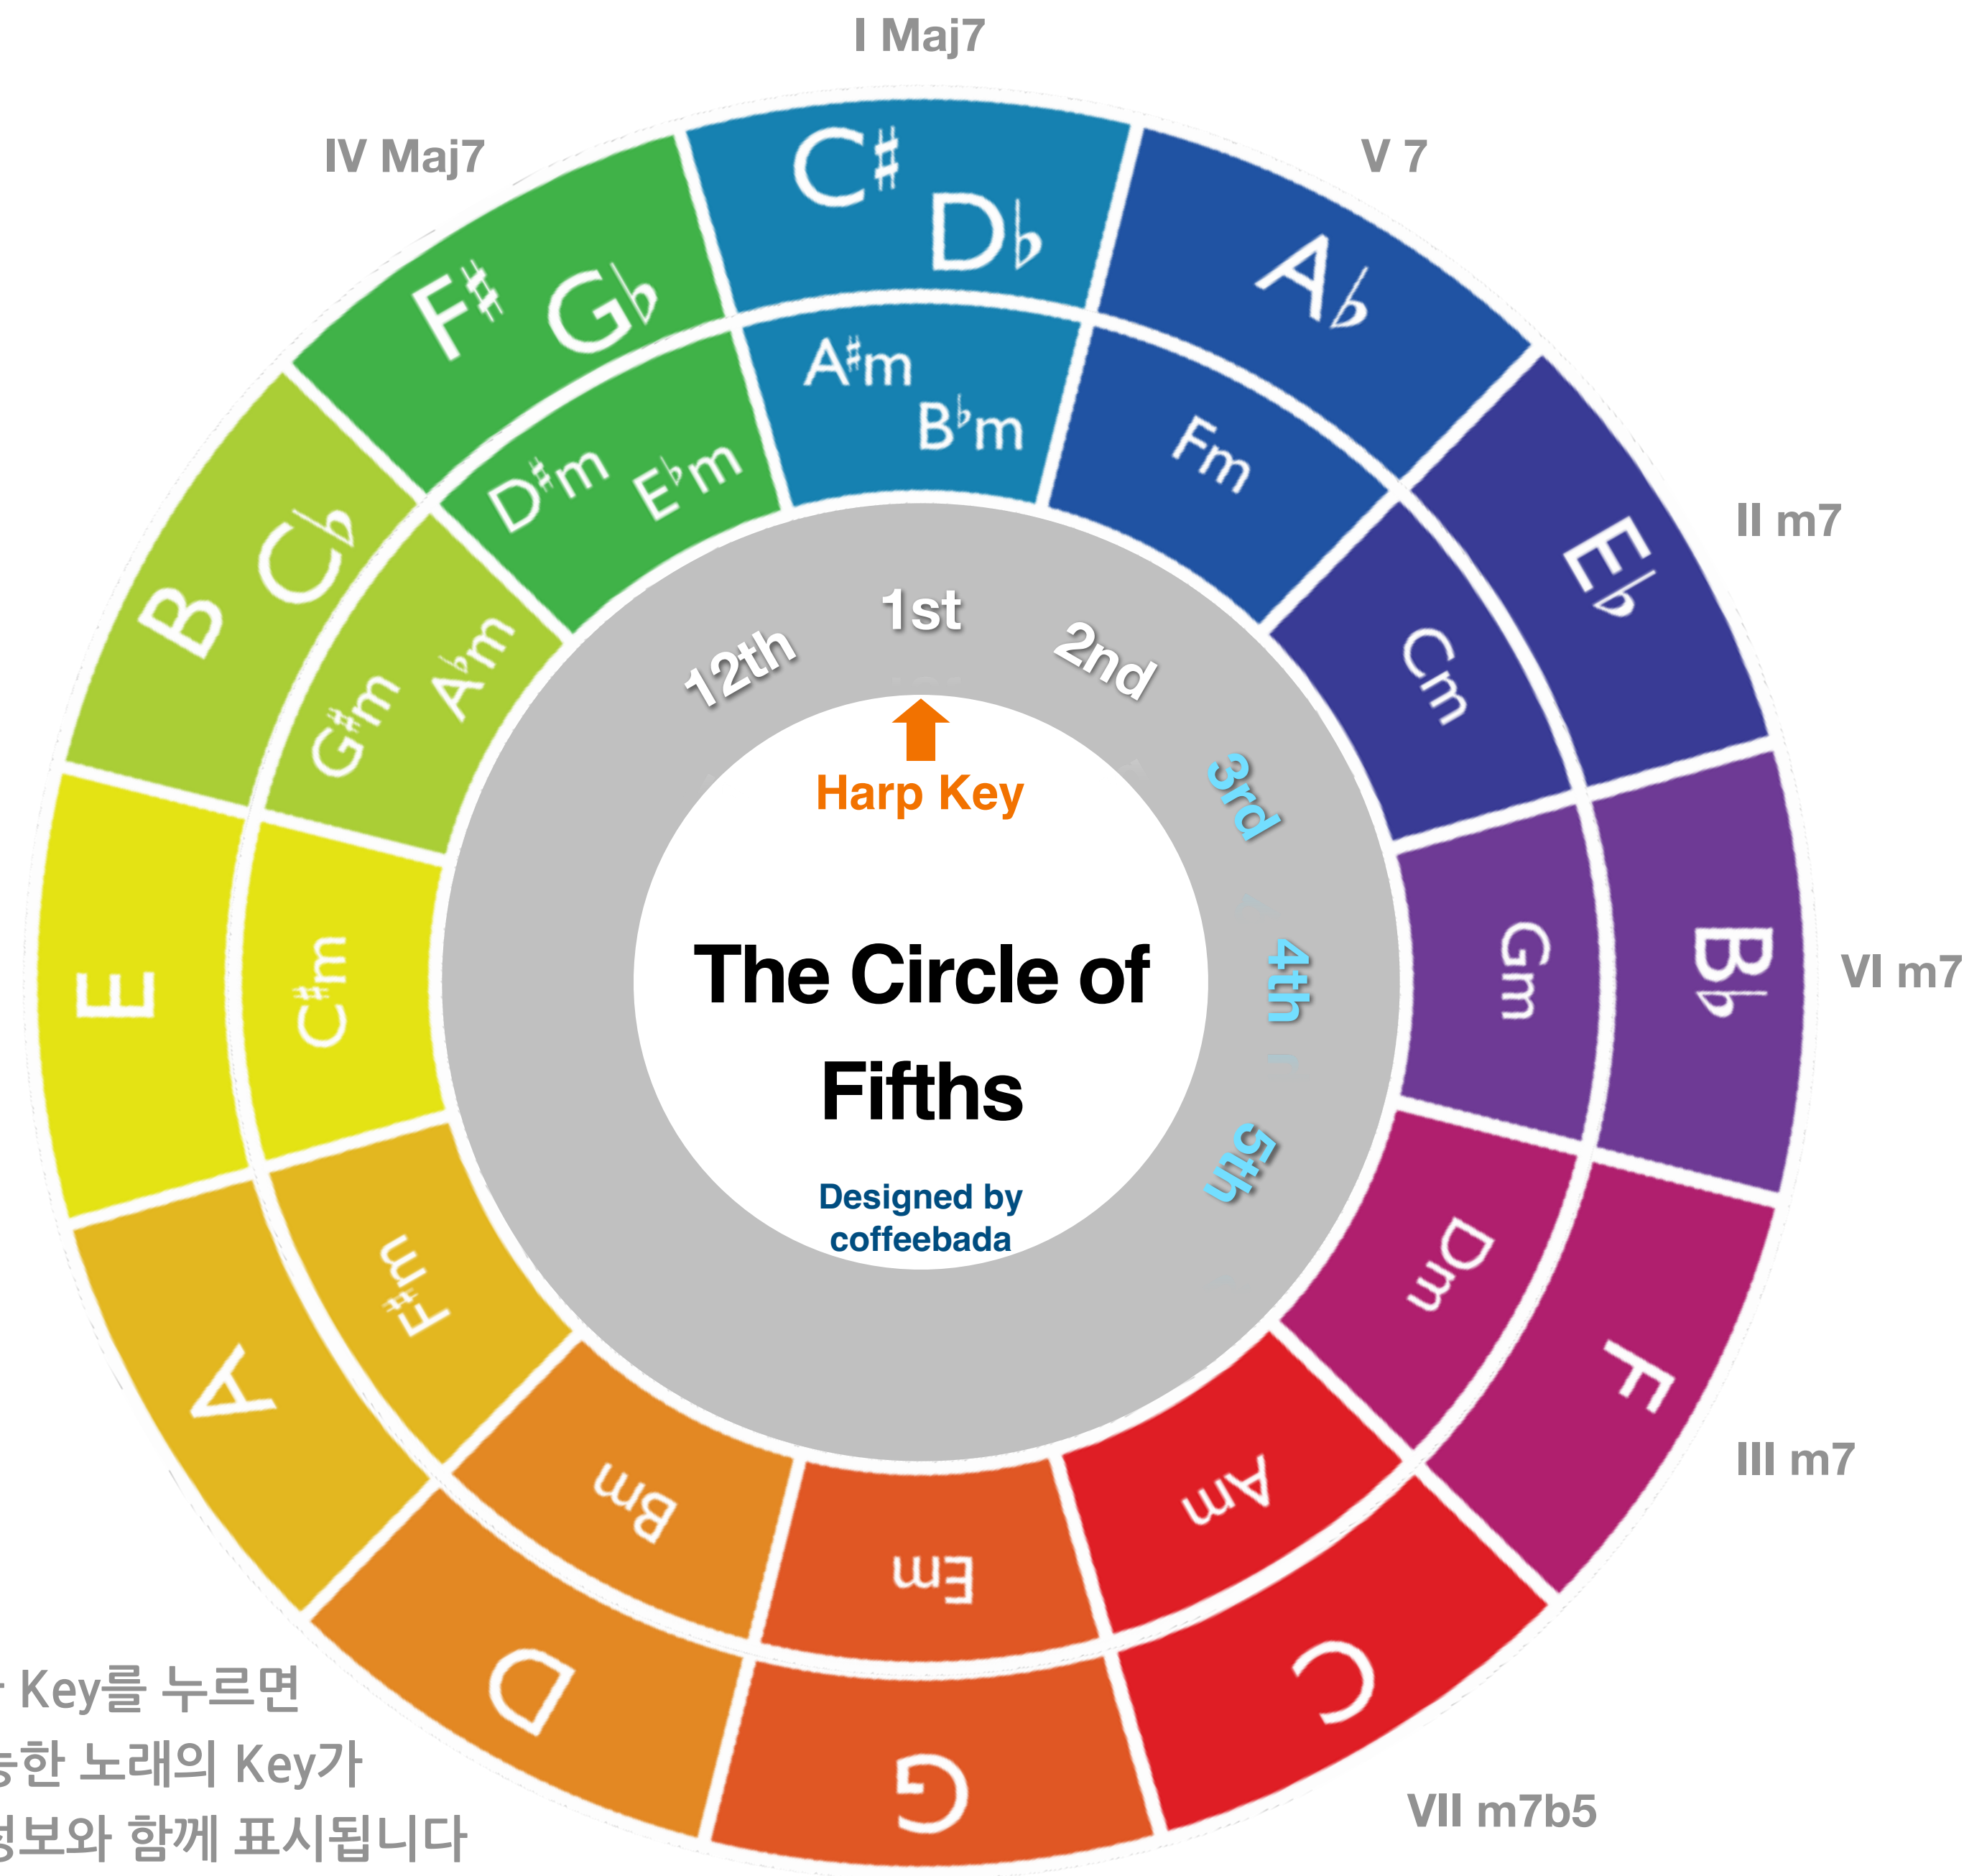 I Maj7
IV Maj7
V 7
C♯ D♭
A♭
F♯ G♭
A♯m B♭m
Fm
D♯m E♭m
B C♭
E♭
II m7
G♯m A♭m
Cm
1st
12th
2nd
3rd
Harp Key
E
C♯m
The Circle of
Fifths
4th
Gm
B♭
VI m7
5th
Designed by
coffeebada
F♯m
Dm
A
F
III m7
Bm
Em
Am
D
G
C
VII m7b5
Key를 누르면
노래의 Key가
함께 표시됩니다